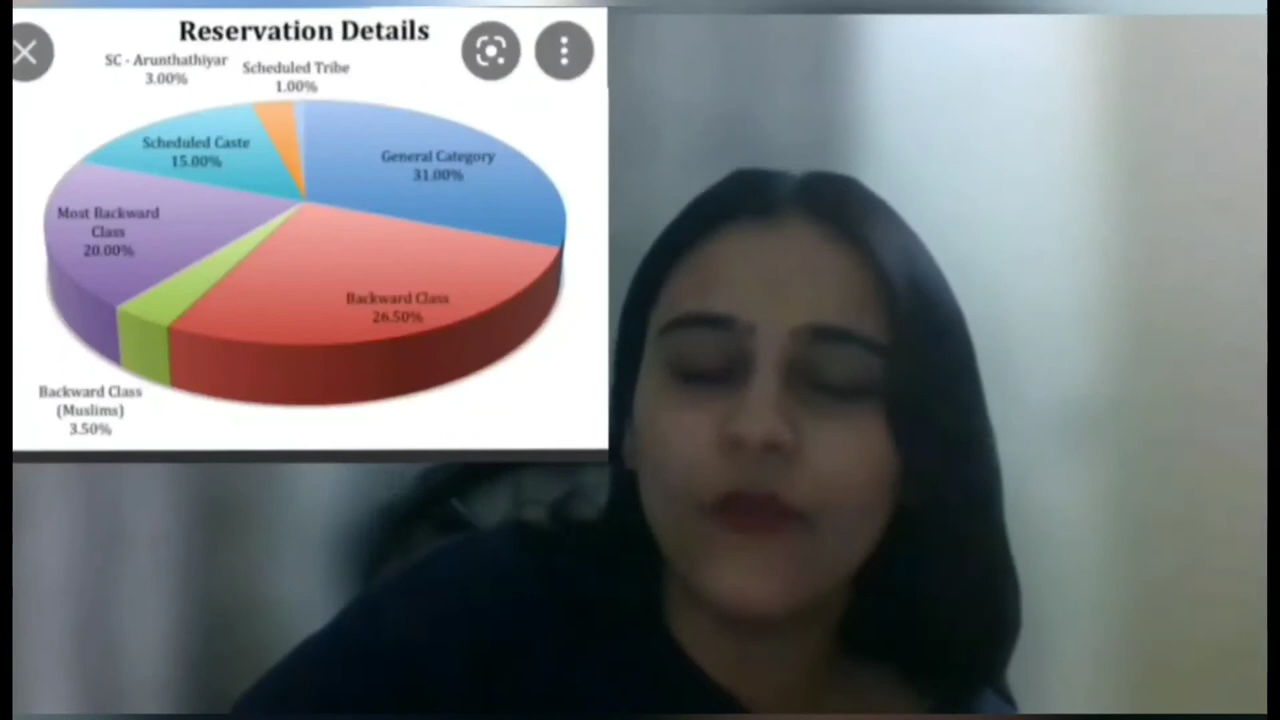 Reservation Details
SC - Arunthathiyar
3.00%
Scheduled Tribe
1.00%
Scheduled Caste
15.00%
General Category
31.00%
Most Backward
Class
20.00%
Backward Class
26.50%
Backward Class
(Muslims)
3.50%